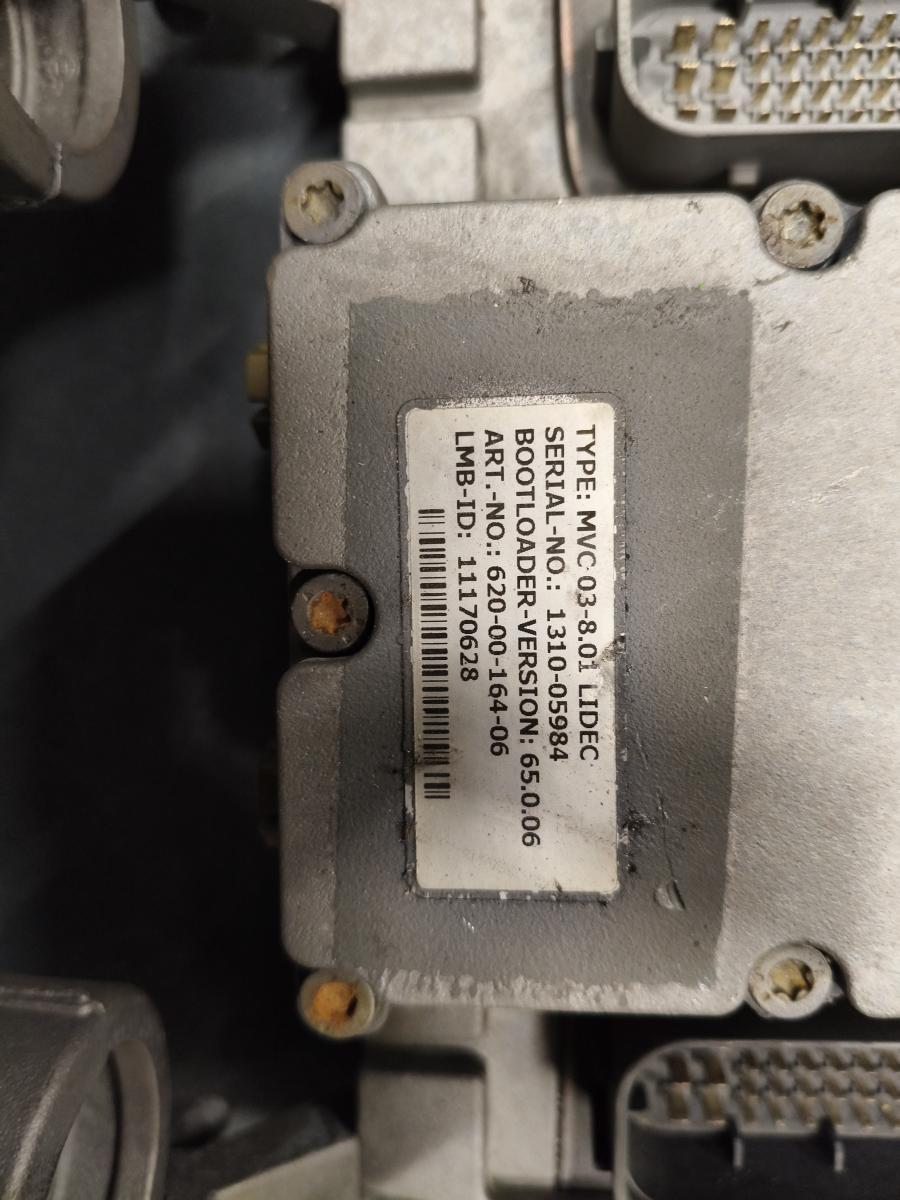 TYPE: MVC 03-8.01 LIDEC
SERIAL-NO.: 1310-05984
BOOTLOADER-VERSION: 65.0.06
ART.-NO.: 620-00-164-06
LMB-ID: 11170628